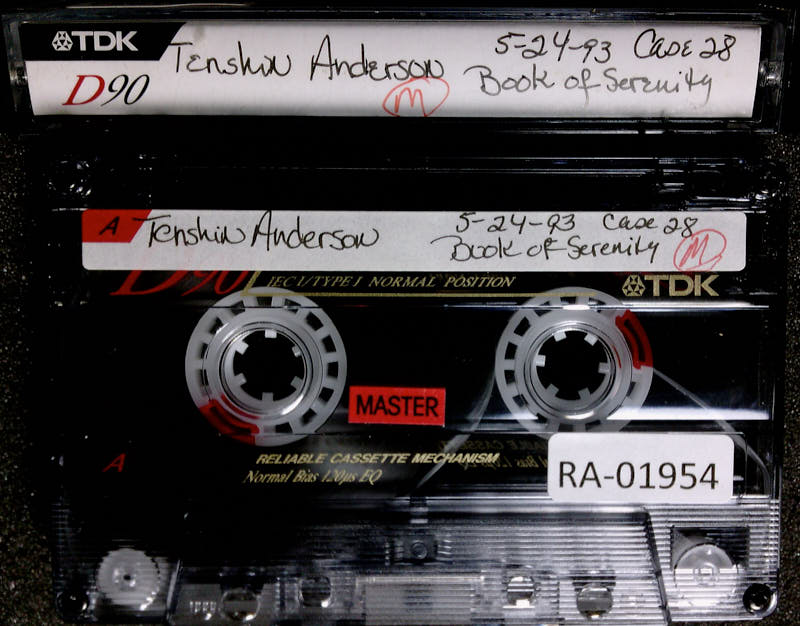 TDK
D90
Tenshin Anderson
M
5-24-93 Case 28
Book of Serenity
A
Tenshin Anderson
5-24-93 Case 28
Book of Serenity
M
D90
IEC I/TYPE I NORMAL POSITION
TDK
MASTER
A
RELIABLE CASSETTE MECHANISM
Normal Bias 120µs EQ
RA-01954